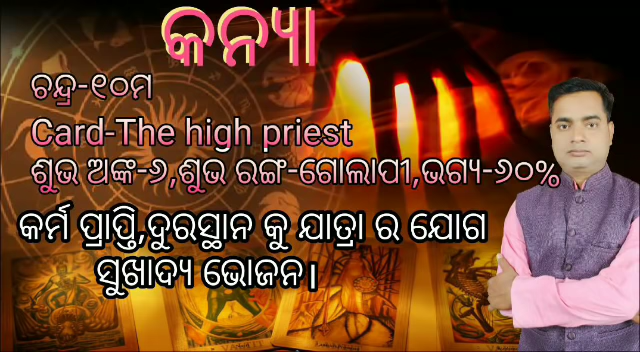 କନ୍ୟା
ଚନ୍ଦ୍ର-୧୦ମ
Card-The high priest
ଶୁଭ ଅଙ୍କ-୬,ଶୁଭ ରଙ୍ଗ-ଗୋଲାପୀ,ଭଗ୍ୟ-୬୦%
କର୍ମ ପ୍ରାପ୍ତି,ଦୁରସ୍ଥାନ କୁ ଯାତ୍ରା ର ଯୋଗ
ସୁଖାଦ୍ୟ ଭୋଜନ।